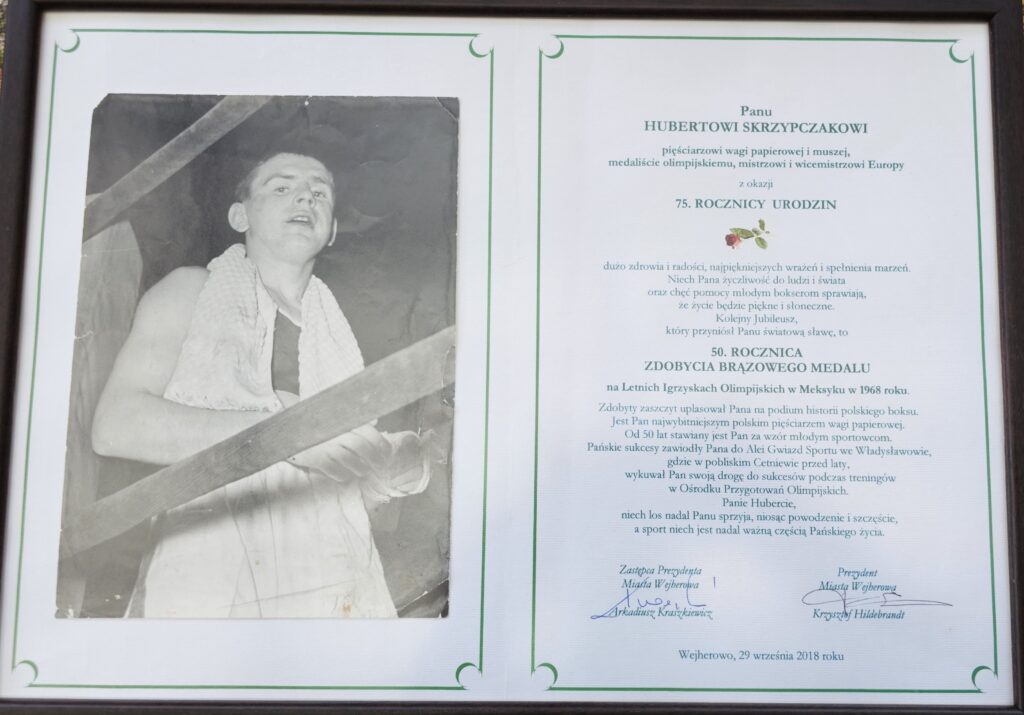 Panu
HUBERTOWI SKRZYPCZAKOWI
pięściarzowi wagi papierowej i muszej,
medaliście olimpijskiemu, mistrzowi i wicemistrzowi Europy
z okazji
75. ROCZNICY URODZIN
dużo zdrowia i radości, najpiękniejszych wrażeń i spełnienia marzeń.
Niech Pana życzliwość do ludzi i świata
oraz chęć pomocy młodym bokserom sprawiają,
że życie będzie piękne i słoneczne.
Kolejny Jubileusz,
który przyniósł Panu światową sławę, to
50. ROCZNICA
ZDOBYCIA BRĄZOWEGO MEDALU
na Letnich Igrzyskach Olimpijskich w Meksyku w 1968 roku.
Zdobyty zaszczyt uplasował Pana na podium historii polskiego boksu.
Jest Pan najwybitniejszym polskim pięściarzem wagi papierowej.
Od 50 lat stawiany jest Pan za wzór młodym sportowcom.
Pańskie sukcesy zawiodły Pana do Alei Gwiazd Sportu we Władysławowie,
gdzie w pobliskim Cetniewie przed laty,
wykuwał Pan swoją drogę do sukcesów podczas treningów
w Ośrodku Przygotowań Olimpijskich.
Panie Hubercie,
niech los nadal Panu sprzyja, niosąc powodzenie i szczęście,
a sport niech jest nadal ważną częścią Pańskiego życia.
Zastępca Prezydenta
Miasta Wejherowa
Arkadiusz Kraszkiewicz
Prezydent
Miasta Wejherowa
Krzysztof Hildebrandt
Wejherowo, 29 września 2018 roku